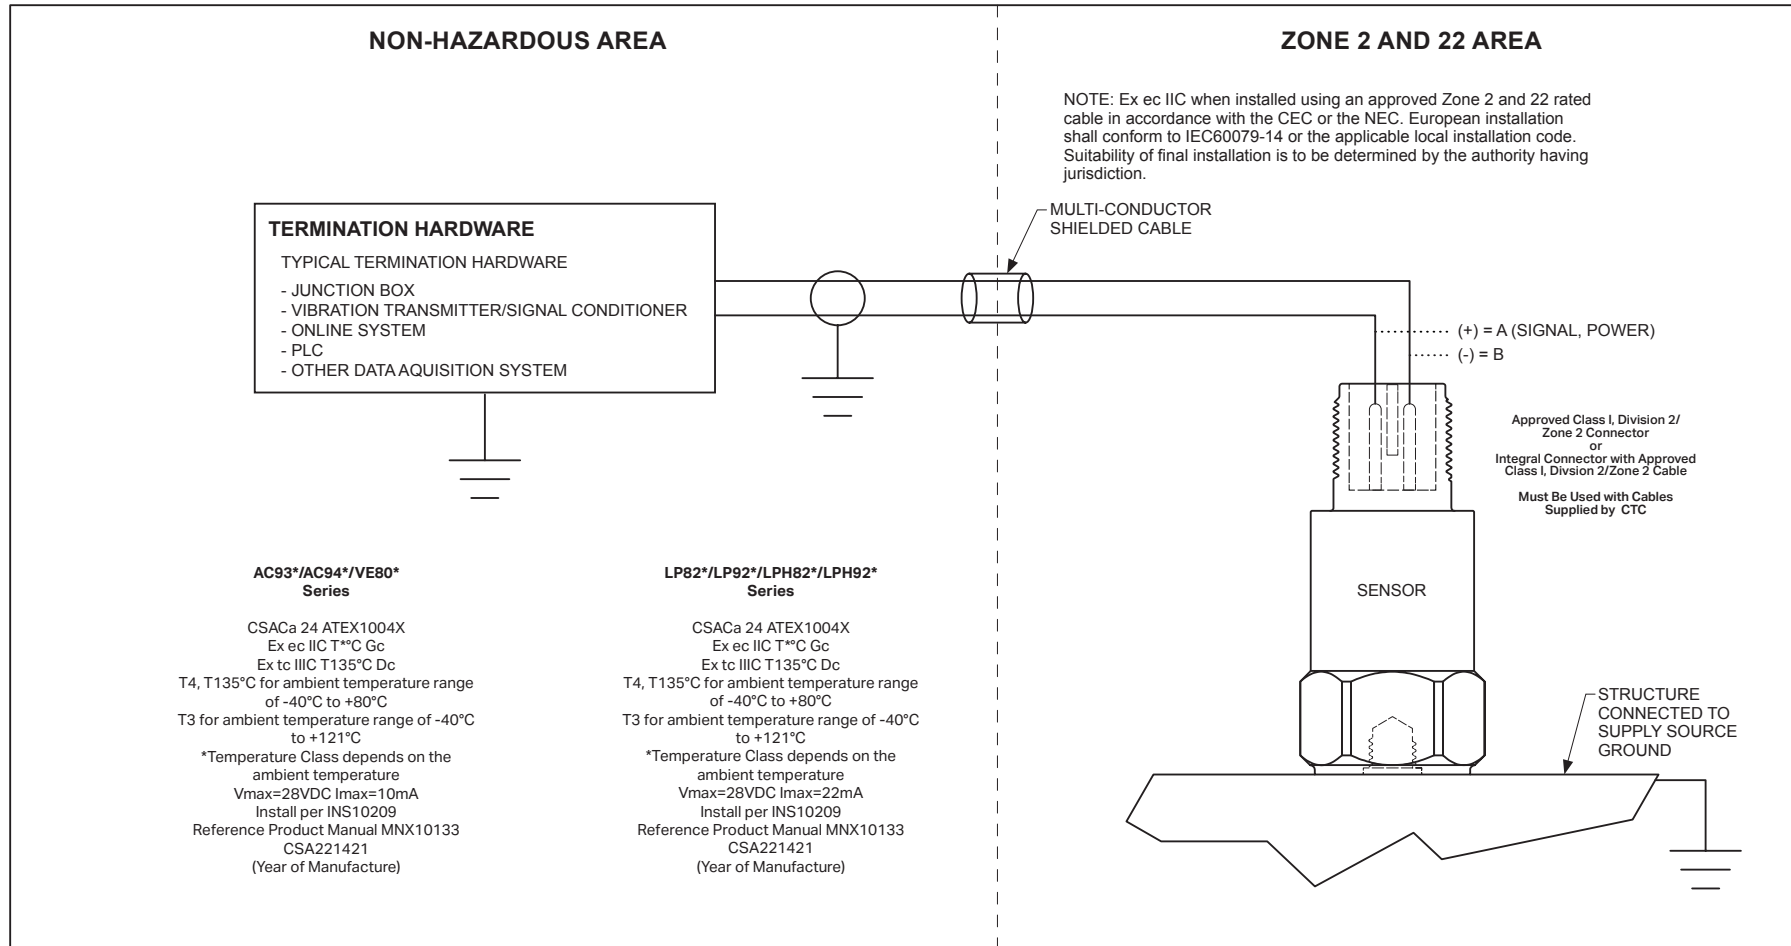 NON-HAZARDOUS AREA
ZONE 2 AND 22 AREA
NOTE: Ex ec IIC when installed using an approved Zone 2 and 22 rated
cable in accordance with the CEC or the NEC. European installation
shall conform to IEC60079-14 or the applicable local installation code.
Suitability of final installation is to be determined by the authority having
jurisdiction.
TERMINATION HARDWARE
TYPICAL TERMINATION HARDWARE
- JUNCTION BOX
- VIBRATION TRANSMITTER/SIGNAL CONDITIONER
- ONLINE SYSTEM
- PLC
- OTHER DATA AQUISITION SYSTEM
MULTI-CONDUCTOR
SHIELDED CABLE
(+) = A (SIGNAL, POWER)
(-) = B
Approved Class I, Division 2/
Zone 2 Connector
or
Integral Connector with Approved
Class I, Divsion 2/Zone 2 Cable
Must Be Used with Cables
Supplied by CTC
SENSOR
STRUCTURE
CONNECTED TO
SUPPLY SOURCE
GROUND
AC93*/AC94*/VE80*
Series
CSACa 24 ATEX1004X
Ex ec IIC T*°C Gc
Ex tc IIIC T135°C Dc
T4, T135°C for ambient temperature range
of -40°C to +80°C
T3 for ambient temperature range of -40°C
to +121°C
*Temperature Class depends on the
ambient temperature
Vmax=28VDC Imax=10mA
Install per INS10209
Reference Product Manual MNX10133
CSA221421
(Year of Manufacture)
LP82*/LP92*/LPH82*/LPH92*
Series
CSACa 24 ATEX1004X
Ex ec IIC T*°C Gc
Ex tc IIIC T135°C Dc
T4, T135°C for ambient temperature range
of -40°C to +80°C
T3 for ambient temperature range of -40°C
to +121°C
*Temperature Class depends on the
ambient temperature
Vmax=28VDC Imax=22mA
Install per INS10209
Reference Product Manual MNX10133
CSA221421
(Year of Manufacture)